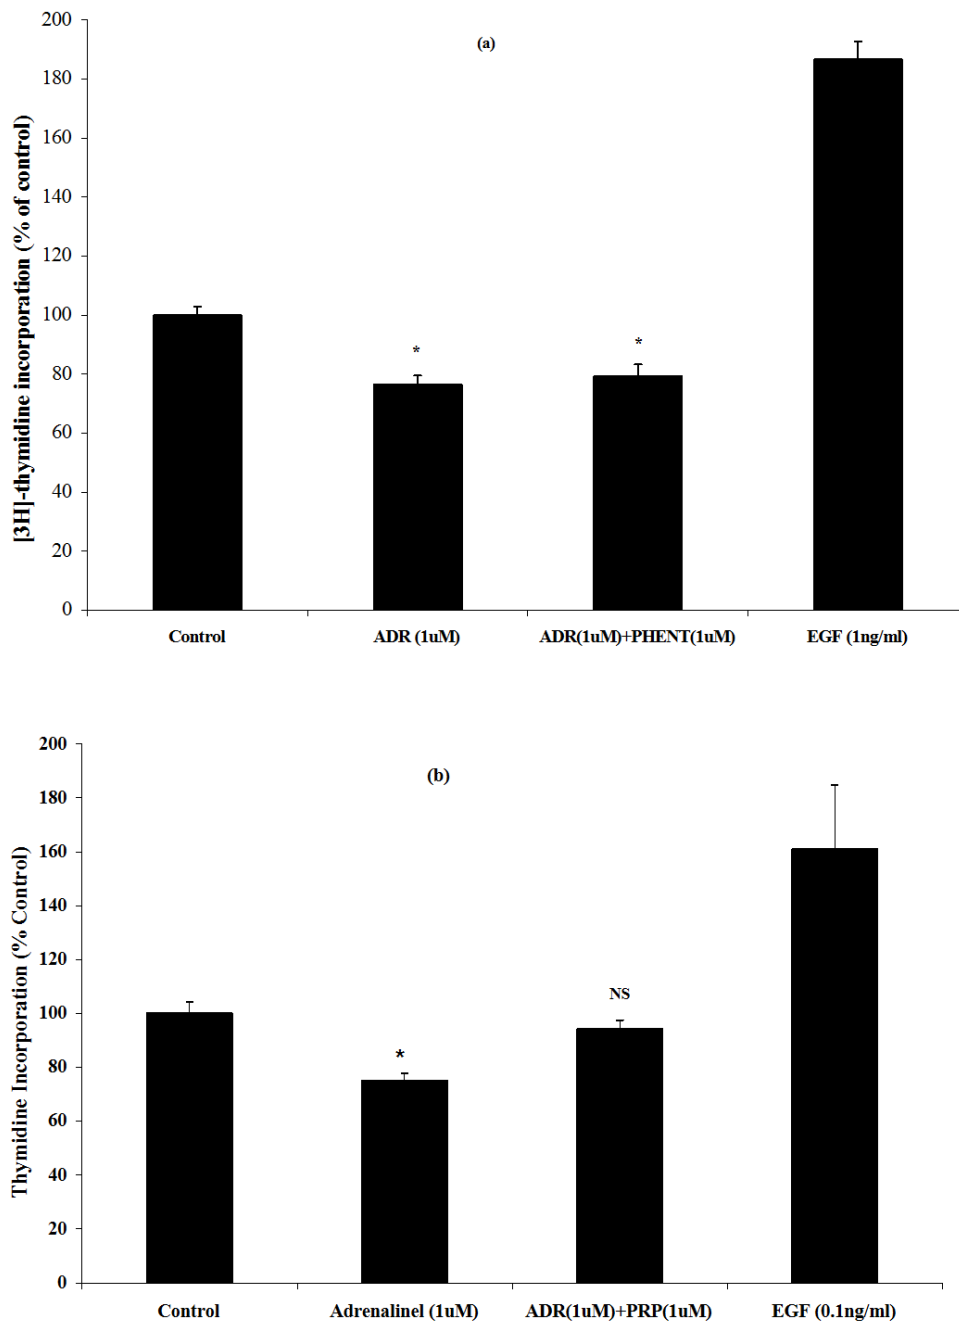 (a)
[3H]-thymidine incorporation (% of control)
200
180
160
140
120
100
80
60
40
20
0
*
*
Control
ADR (1uM)
ADR(1uM)+PHENT(1uM)
EGF (1ng/ml)
(b)
Thymidine Incorporation (% Control)
200
180
160
140
120
100
80
60
40
20
0
*
NS
Control
Adrenalinel (1uM)
ADR(1uM)+PRP(1uM)
EGF (0.1ng/ml)